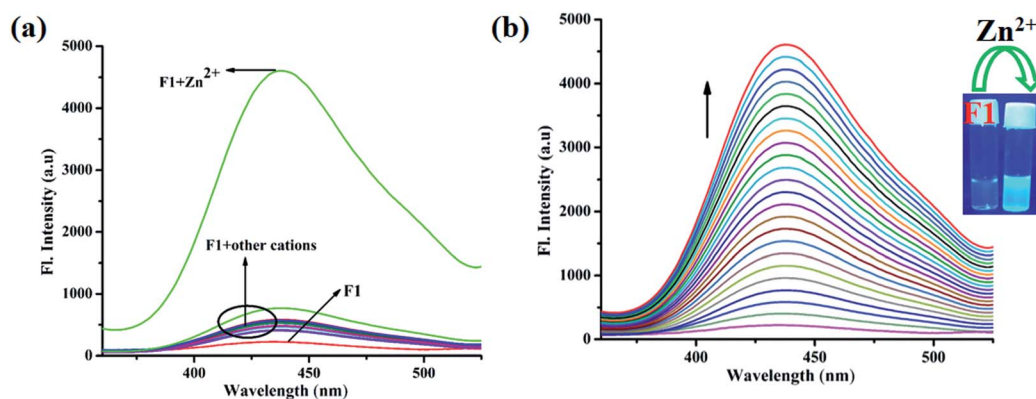 (a)
5000
4000
3000
2000
1000
0
Fl. Intensity (a.u)
F1+Zn2+
F1+other cations
F1
400
450
500
Wavelength (nm)
(b)
5000
4000
3000
2000
1000
0
Fl. Intensity (a.u)
400
450
500
Wavelength (nm)
Zn2+
F1